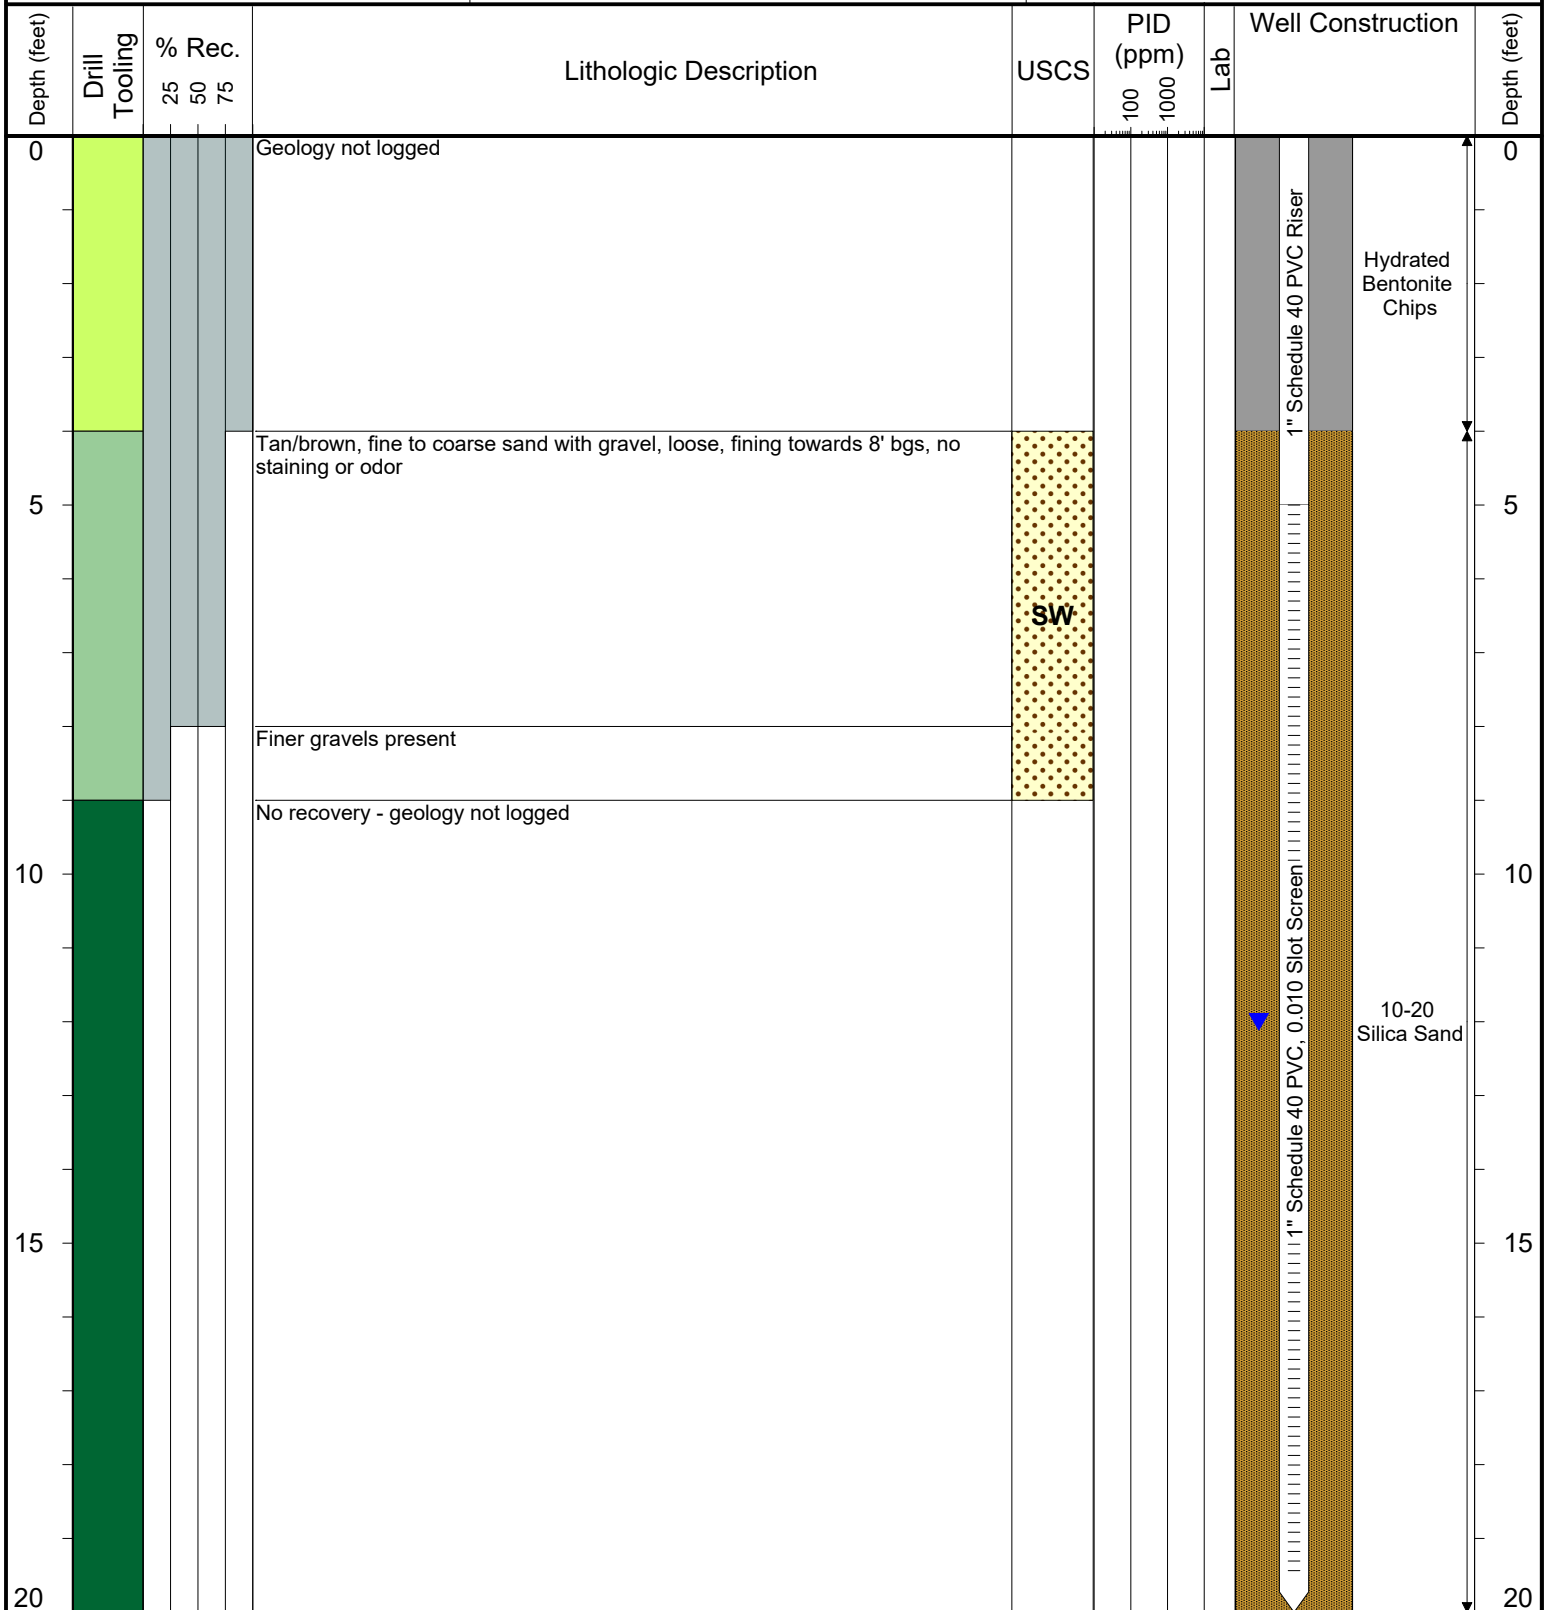 Depth (feet)
Drill
Tooling
% Rec.
25
50
75
Lithologic Description
USCS
PID
(ppm)
100
1000
Lab
Well Construction
Depth (feet)
0
Geology not logged
1" Schedule 40 PVC Riser
Hydrated
Bentonite
Chips
0
Tan/brown, fine to coarse sand with gravel, loose, fining towards 8' bgs, no
staining or odor
5
5
SW
Finer gravels present
No recovery - geology not logged
10
10
1" Schedule 40 PVC, 0.010 Slot Screen
10-20
Silica Sand
15
15
20
20